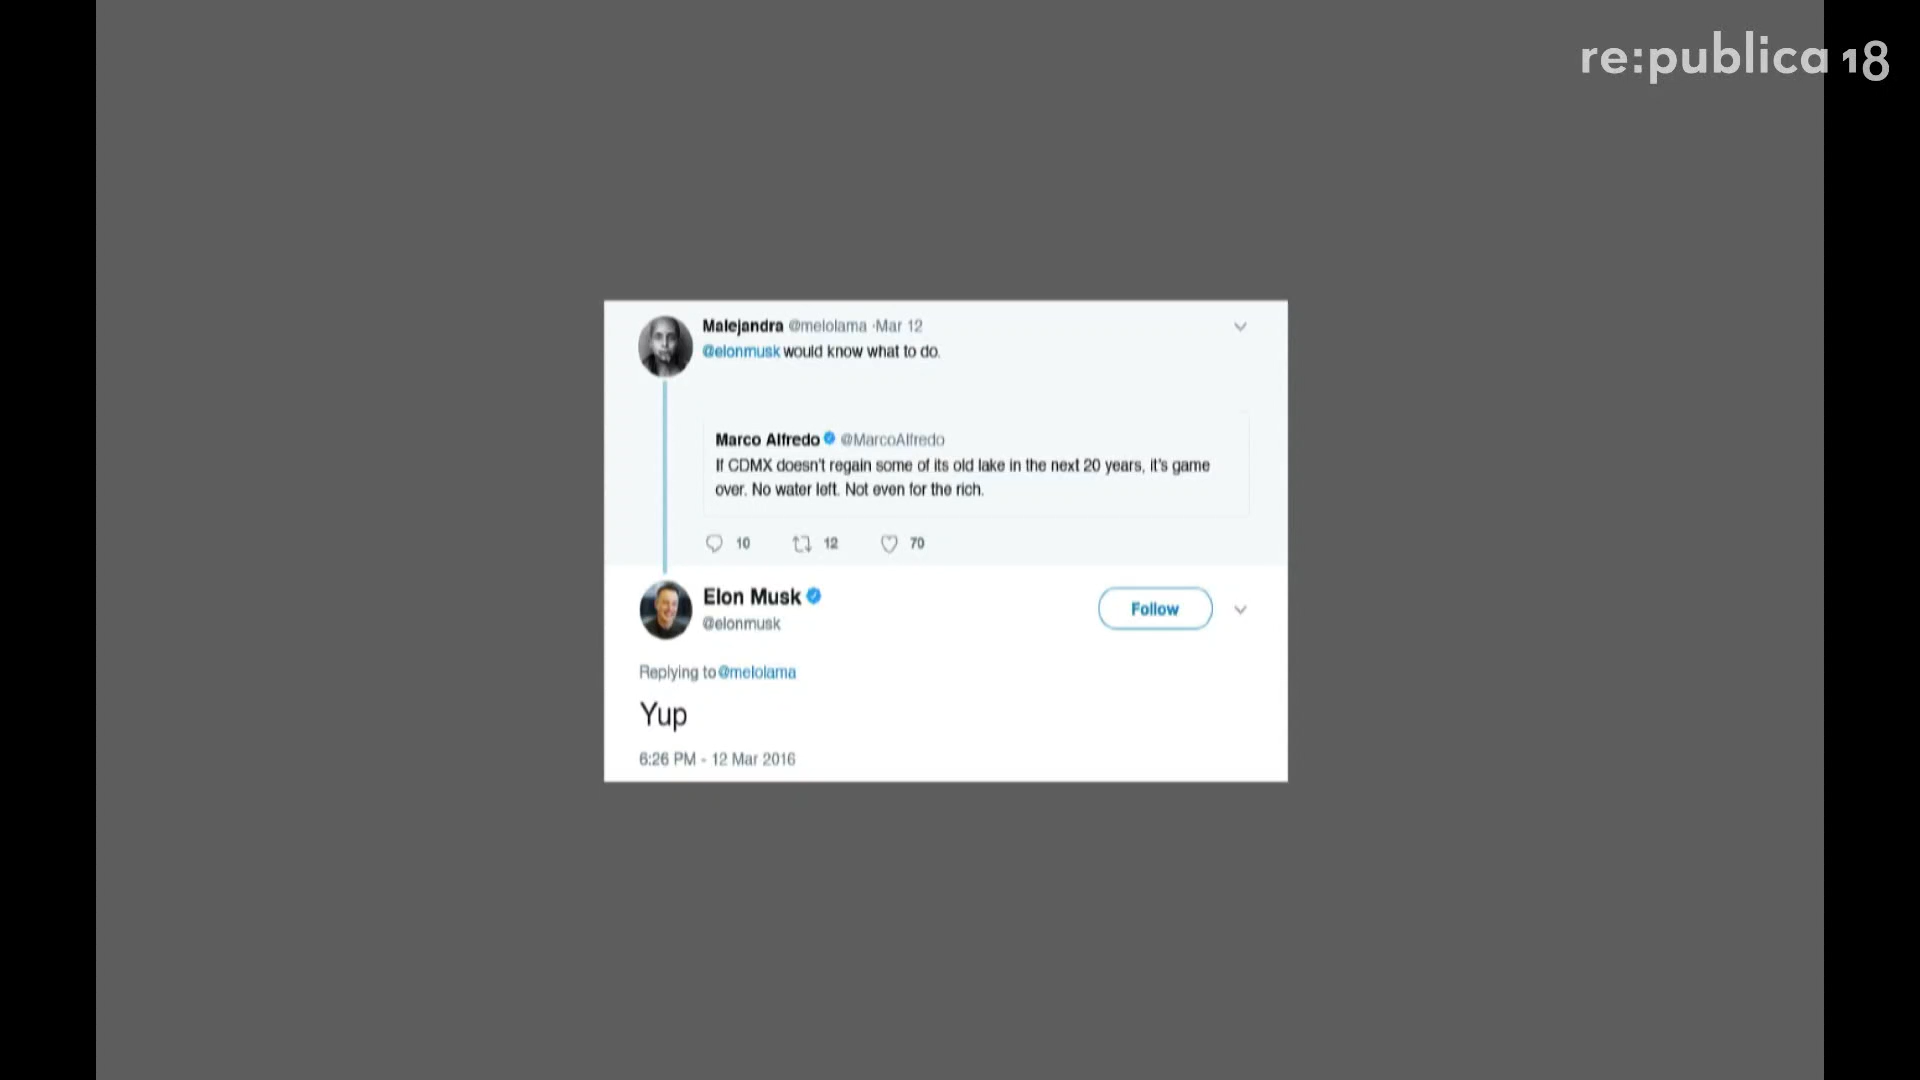 re:publica 18
Malejandra @melolama ·Mar 12
@elonmusk would know what to do.
Marco Alfredo @MarcoAlfredo
If CDMX doesn't regain some of its old lake in the next 20 years, it's game
over. No water left. Not even for the rich.
10 12 70
Elon Musk
@elonmusk
Follow
Replying to @melolama
Yup
6:26 PM - 12 Mar 2016